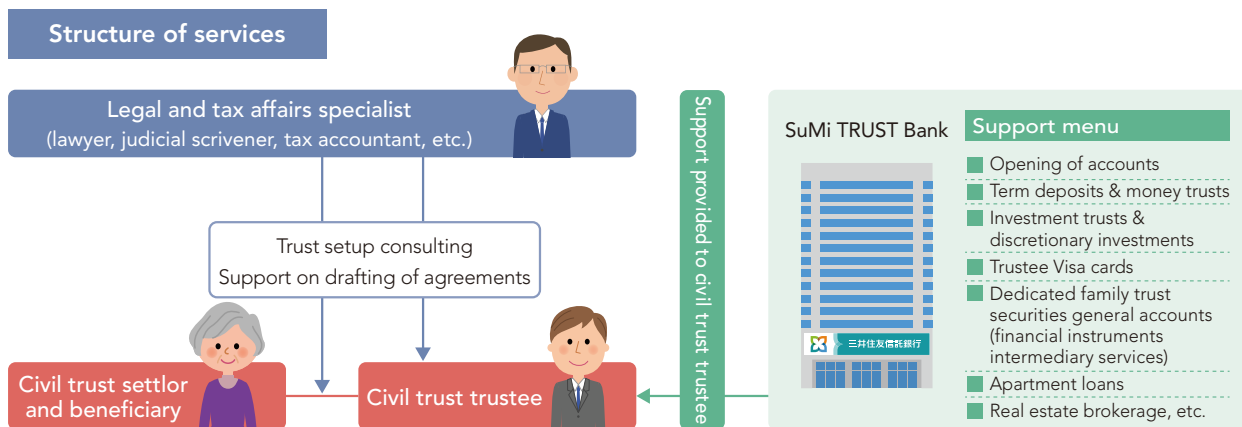 Structure of services
Legal and tax affairs specialist
(lawyer, judicial scrivener, tax accountant, etc.)
Trust setup consulting
Support on drafting of agreements
Civil trust settlor
and beneficiary
Civil trust trustee
Support provided to civil trust trustee
SuMi TRUST Bank
三井住友信託銀行
Support menu
Opening of accounts
Term deposits & money trusts
Investment trusts &
discretionary investments
Trustee Visa cards
Dedicated family trust
securities general accounts
(financial instruments
intermediary services)
Apartment loans
Real estate brokerage, etc.